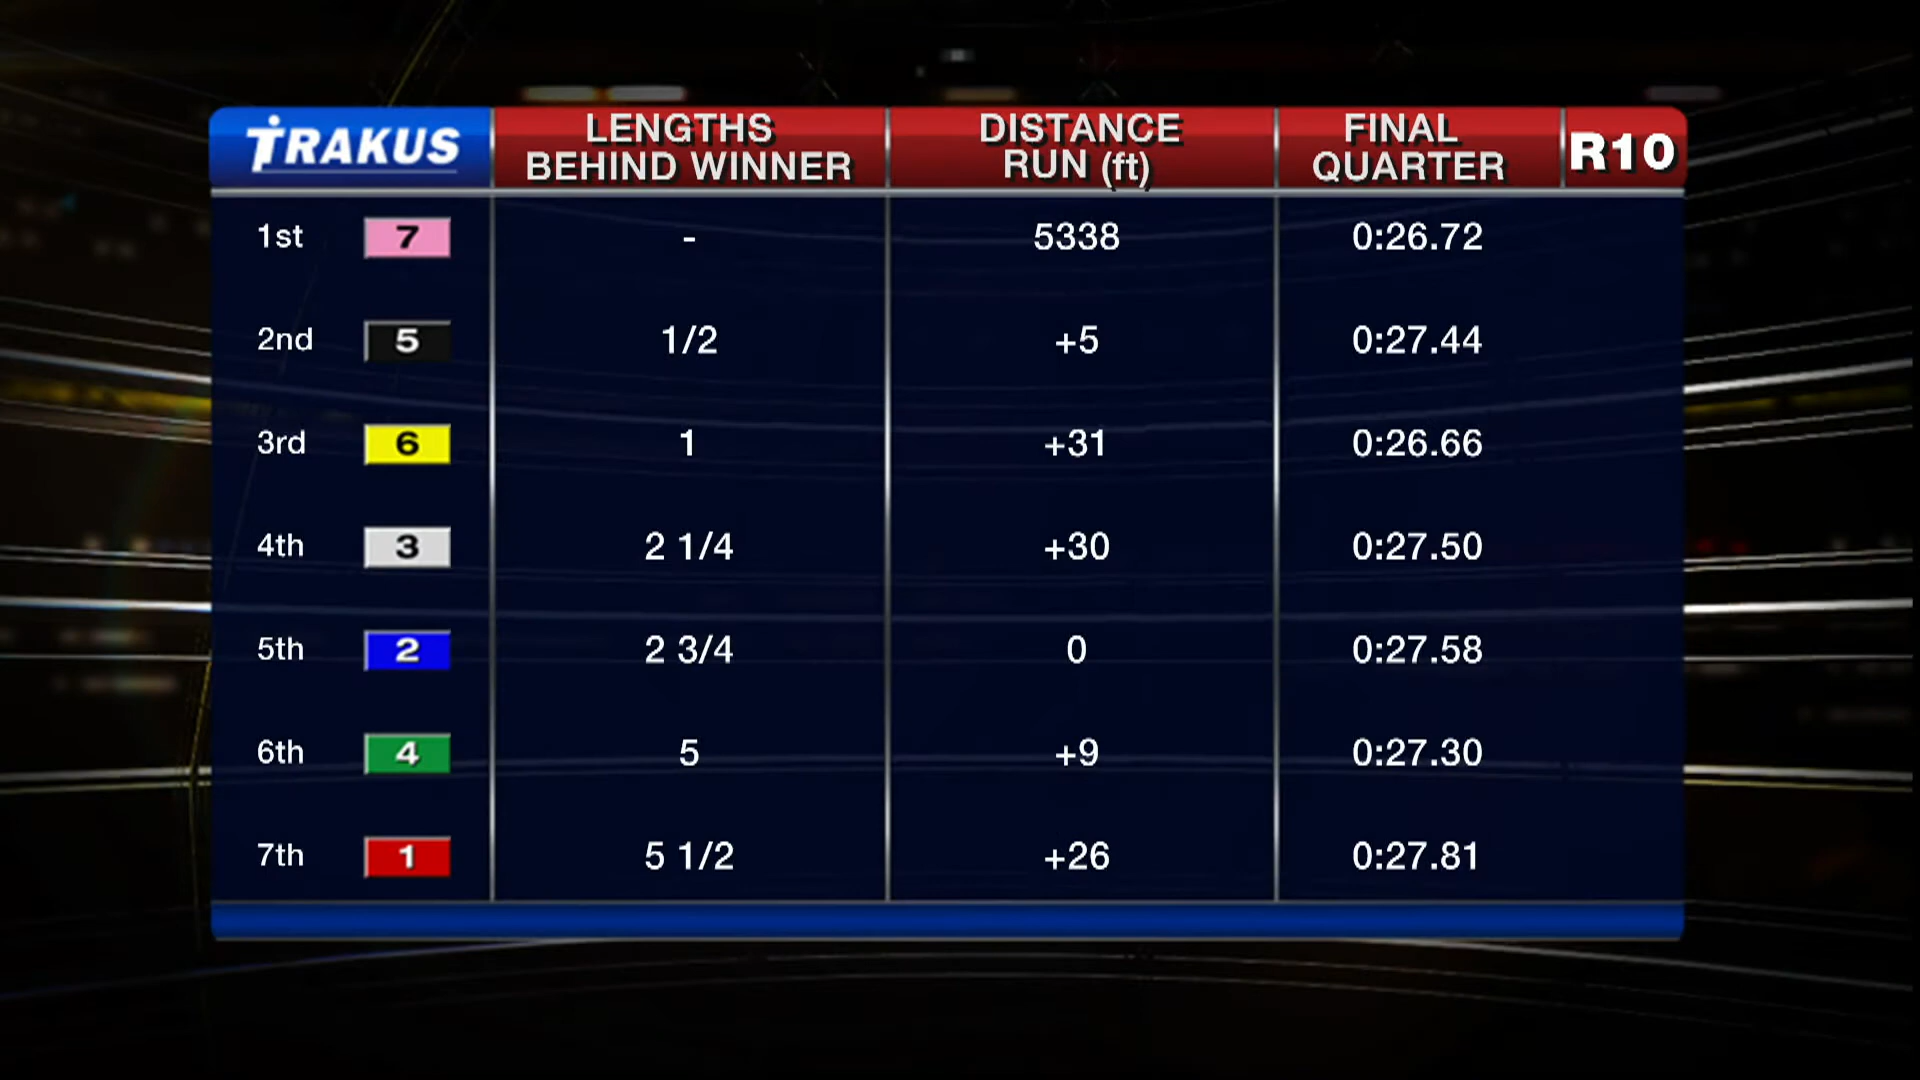 TRAKUS LENGTHS BEHIND WINNER DISTANCE RUN (ft) FINAL QUARTER R10
1st 7 - 5338 0:26.72
2nd 5 1/2 +5 0:27.44
3rd 6 1 +31 0:26.66
4th 3 2 1/4 +30 0:27.50
5th 2 2 3/4 0 0:27.58
6th 4 5 +9 0:27.30
7th 1 5 1/2 +26 0:27.81